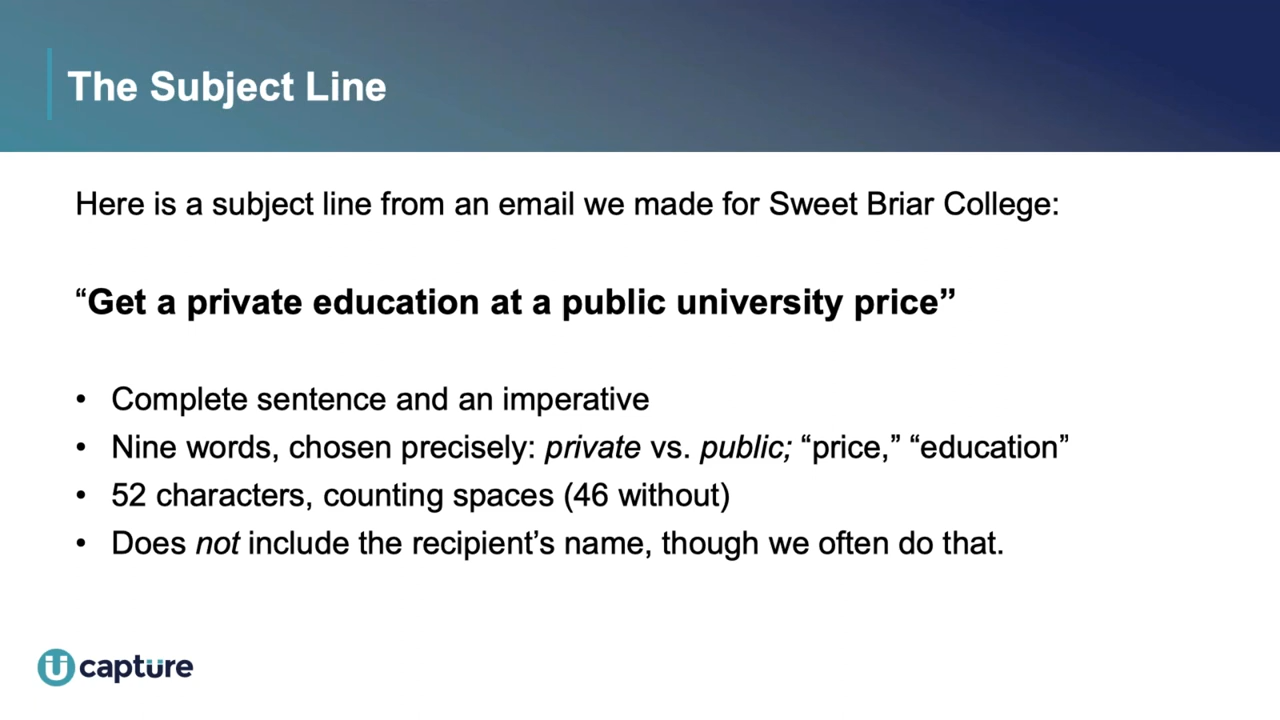 The Subject Line
Here is a subject line from an email we made for Sweet Briar College:
“Get a private education at a public university price”
• Complete sentence and an imperative
• Nine words, chosen precisely: private vs. public; “price,” “education”
• 52 characters, counting spaces (46 without)
• Does not include the recipient’s name, though we often do that.
Ü captüre